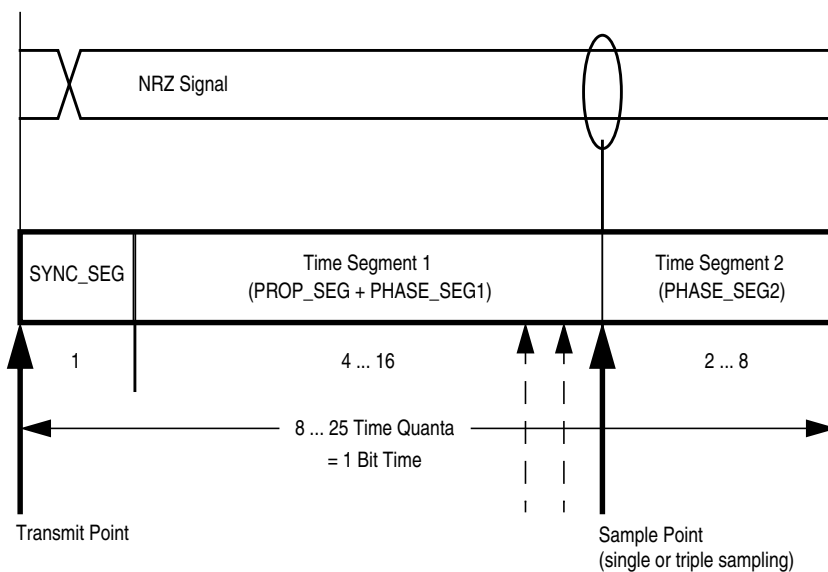 NRZ Signal
SYNC_SEG
Time Segment 1
(PROP_SEG + PHASE_SEG1)
Time Segment 2
(PHASE_SEG2)
1
4 ... 16
2 ... 8
8 ... 25 Time Quanta
= 1 Bit Time
Transmit Point
Sample Point
(single or triple sampling)